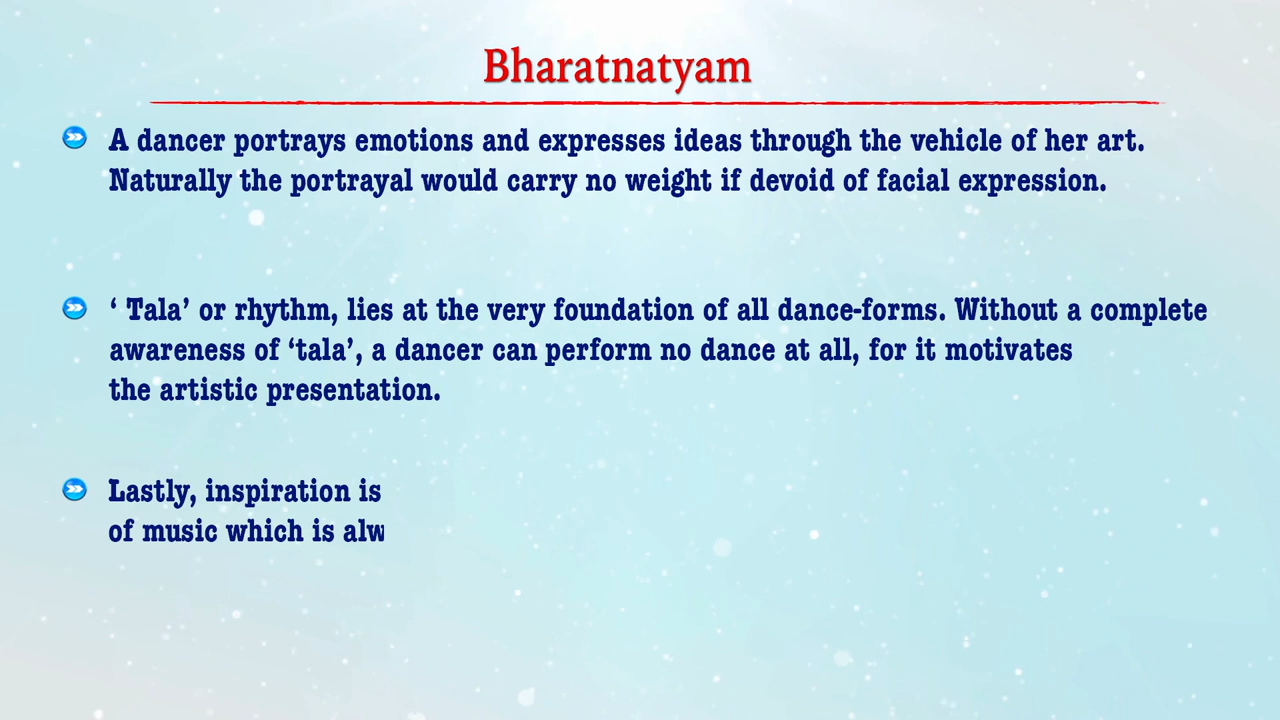 Bharatnatyam
A dancer portrays emotions and expresses ideas through the vehicle of her art.
Naturally the portrayal would carry no weight if devoid of facial expression.
‘ Tala’ or rhythm, lies at the very foundation of all dance-forms. Without a complete
awareness of ‘tala’, a dancer can perform no dance at all, for it motivates
the artistic presentation.
Lastly, inspiration is
of music which is alw